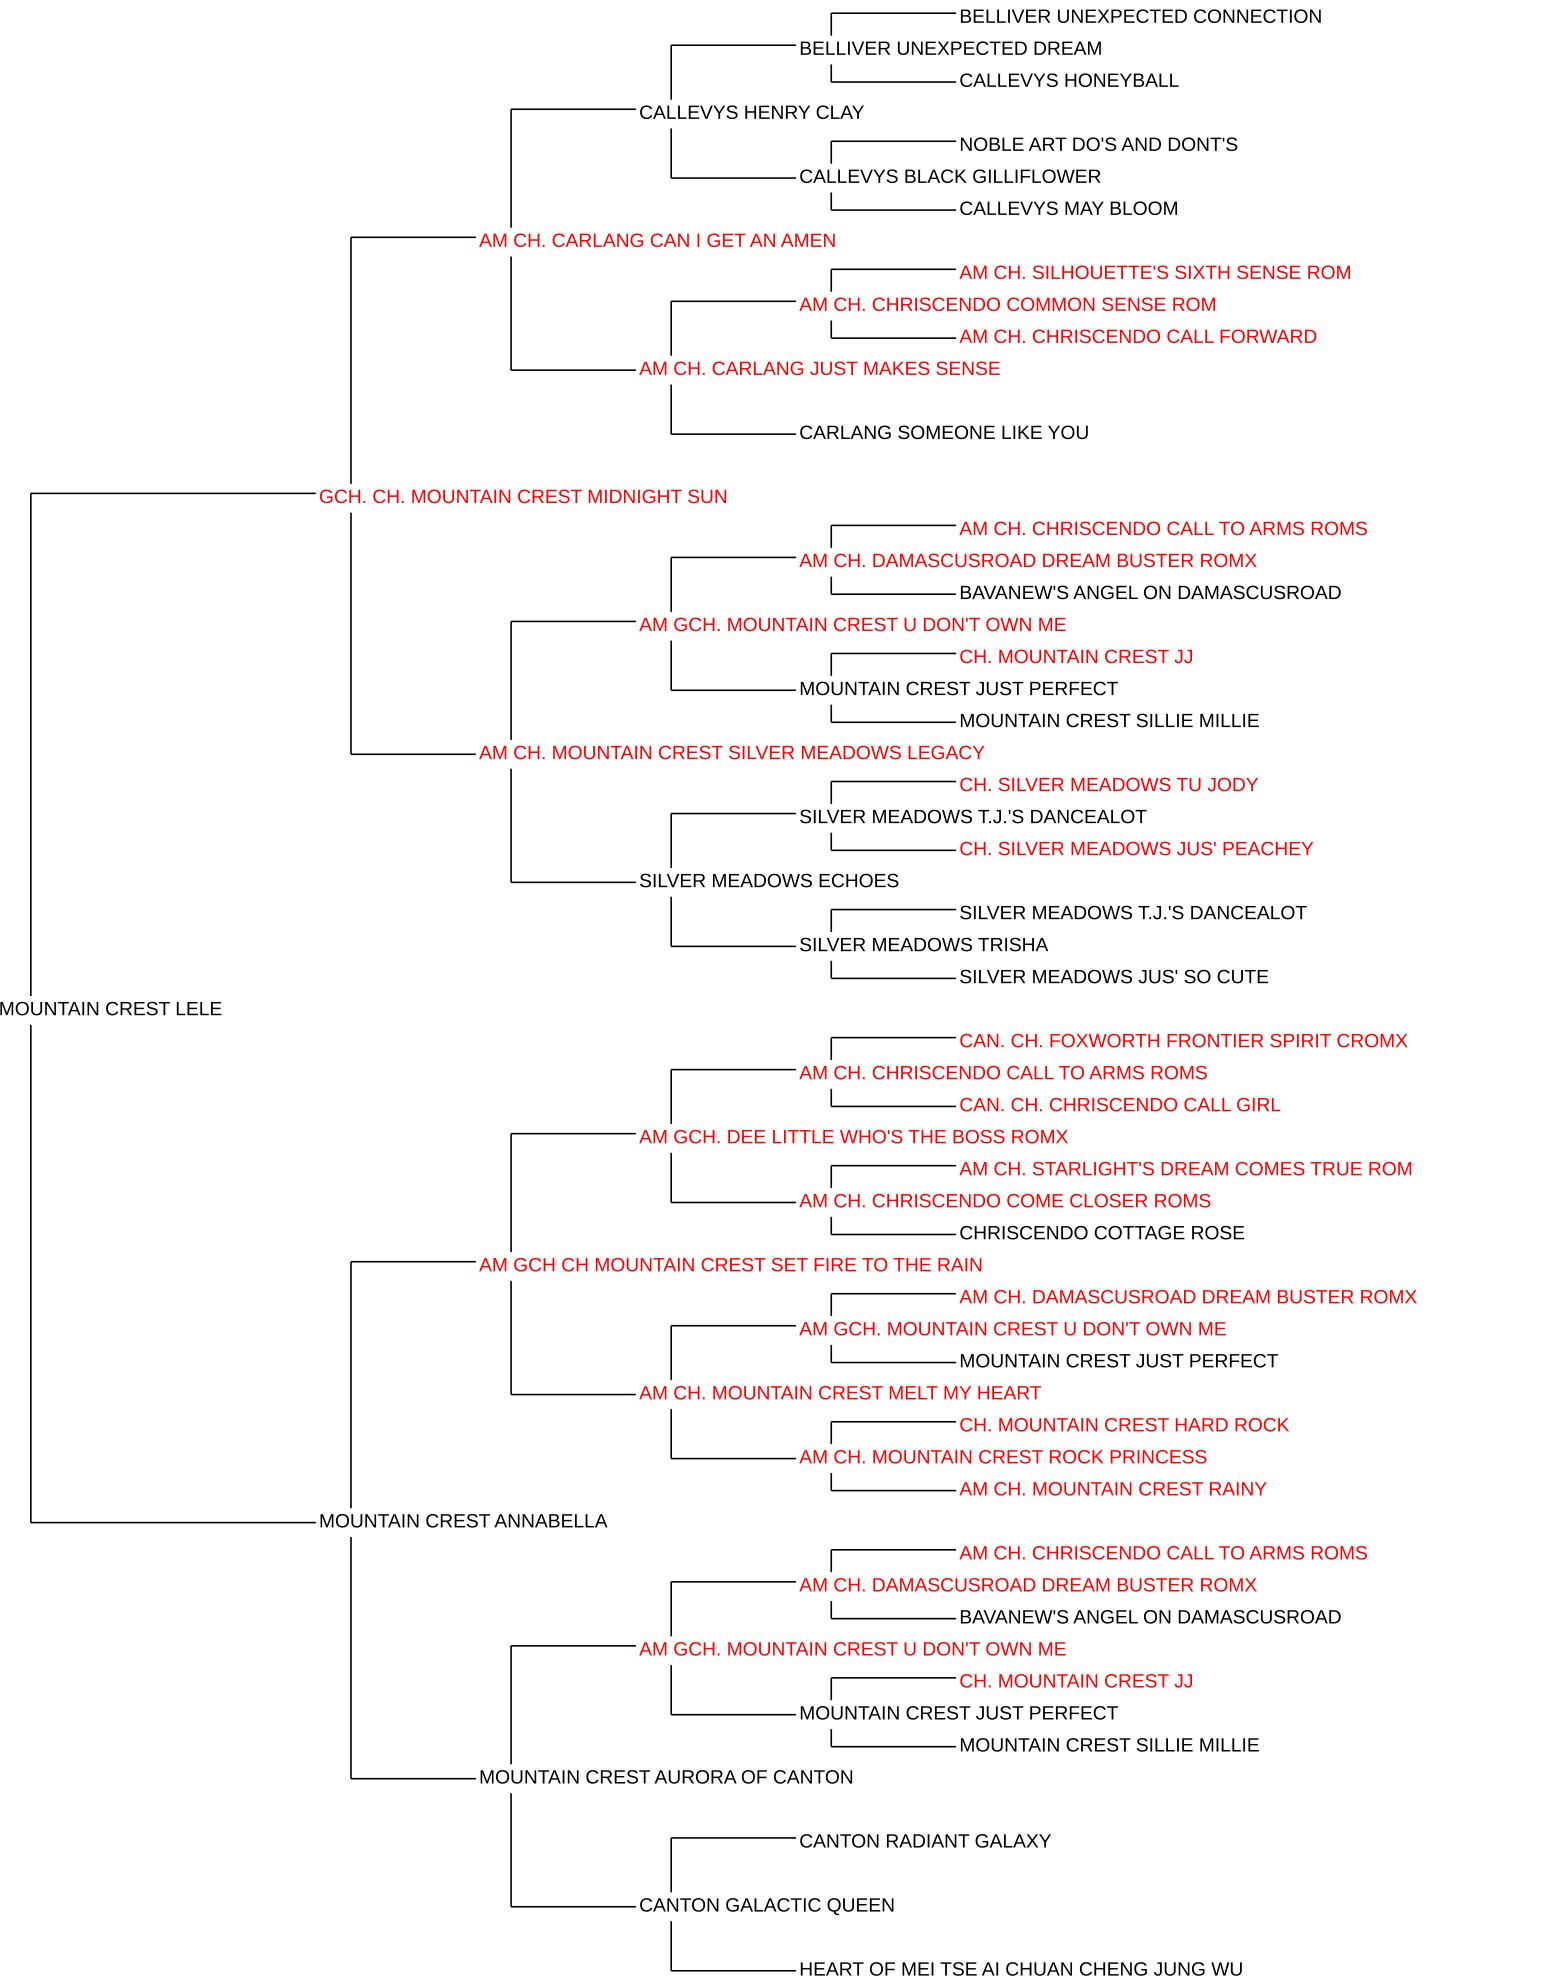 BELLIVER UNEXPECTED CONNECTION
BELLIVER UNEXPECTED DREAM
CALLEVYS HONEYBALL
CALLEVYS HENRY CLAY
NOBLE ART DO'S AND DONT'S
CALLEVYS BLACK GILLIFLOWER
CALLEVYS MAY BLOOM
AM CH. CARLANG CAN I GET AN AMEN
AM CH. SILHOUETTE'S SIXTH SENSE ROM
AM CH. CHRISCENDO COMMON SENSE ROM
AM CH. CHRISCENDO CALL FORWARD
AM CH. CARLANG JUST MAKES SENSE
CARLANG SOMEONE LIKE YOU
GCH. CH. MOUNTAIN CREST MIDNIGHT SUN
AM CH. CHRISCENDO CALL TO ARMS ROMS
AM CH. DAMASCUSROAD DREAM BUSTER ROMX
BAVANEW'S ANGEL ON DAMASCUSROAD
AM GCH. MOUNTAIN CREST U DON'T OWN ME
CH. MOUNTAIN CREST JJ
MOUNTAIN CREST JUST PERFECT
MOUNTAIN CREST SILLIE MILLIE
AM CH. MOUNTAIN CREST SILVER MEADOWS LEGACY
CH. SILVER MEADOWS TU JODY
SILVER MEADOWS T.J.'S DANCEALOT
CH. SILVER MEADOWS JUS' PEACHEY
SILVER MEADOWS ECHOES
SILVER MEADOWS T.J.'S DANCEALOT
SILVER MEADOWS TRISHA
SILVER MEADOWS JUS' SO CUTE
MOUNTAIN CREST LELE
CAN. CH. FOXWORTH FRONTIER SPIRIT CROMX
AM CH. CHRISCENDO CALL TO ARMS ROMS
CAN. CH. CHRISCENDO CALL GIRL
AM GCH. DEE LITTLE WHO'S THE BOSS ROMX
AM CH. STARLIGHT'S DREAM COMES TRUE ROM
AM CH. CHRISCENDO COME CLOSER ROMS
CHRISCENDO COTTAGE ROSE
AM GCH CH MOUNTAIN CREST SET FIRE TO THE RAIN
AM CH. DAMASCUSROAD DREAM BUSTER ROMX
AM GCH. MOUNTAIN CREST U DON'T OWN ME
MOUNTAIN CREST JUST PERFECT
AM CH. MOUNTAIN CREST MELT MY HEART
CH. MOUNTAIN CREST HARD ROCK
AM CH. MOUNTAIN CREST ROCK PRINCESS
AM CH. MOUNTAIN CREST RAINY
MOUNTAIN CREST ANNABELLA
AM CH. CHRISCENDO CALL TO ARMS ROMS
AM CH. DAMASCUSROAD DREAM BUSTER ROMX
BAVANEW'S ANGEL ON DAMASCUSROAD
AM GCH. MOUNTAIN CREST U DON'T OWN ME
CH. MOUNTAIN CREST JJ
MOUNTAIN CREST JUST PERFECT
MOUNTAIN CREST SILLIE MILLIE
MOUNTAIN CREST AURORA OF CANTON
CANTON RADIANT GALAXY
CANTON GALACTIC QUEEN
HEART OF MEI TSE AI CHUAN CHENG JUNG WU